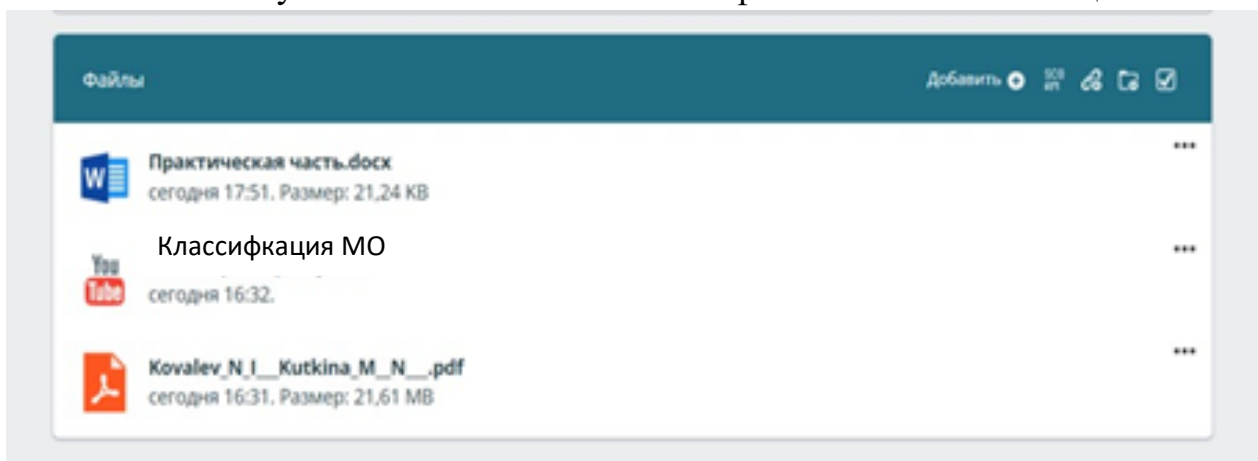 Файлы
Добавить
Практическая часть.docx
сегодня 17:51. Размер: 21,24 KB
Классифкация МО
You
Tube
сегодня 16:32.
Kovalev_N_I__Kutkina_M_N__.pdf
сегодня 16:31. Размер: 21,61 MB